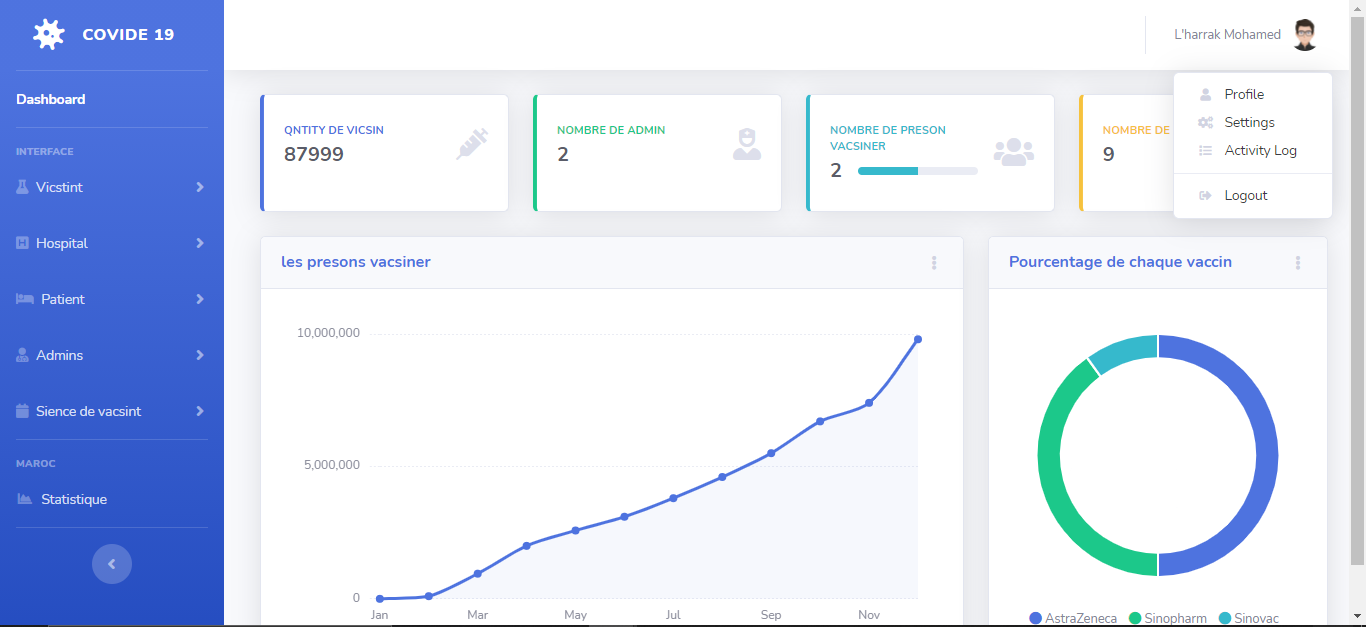 COVIDE 19
Dashboard
INTERFACE
Vicstint
Hospital
Patient
Admins
Sience de vacsint
MAROC
Statistique
L'harrak Mohamed
Profile
Settings
Activity Log
Logout
QNTITY DE VICSIN
87999
NOMBRE DE ADMIN
2
NOMBRE DE PRESON
VACSINER
2
NOMBRE DE
9
les presons vacsiner
10,000,000
5,000,000
0
Jan Mar May Jul Sep Nov
Pourcentage de chaque vaccin
AstraZeneca Sinopharm Sinovac